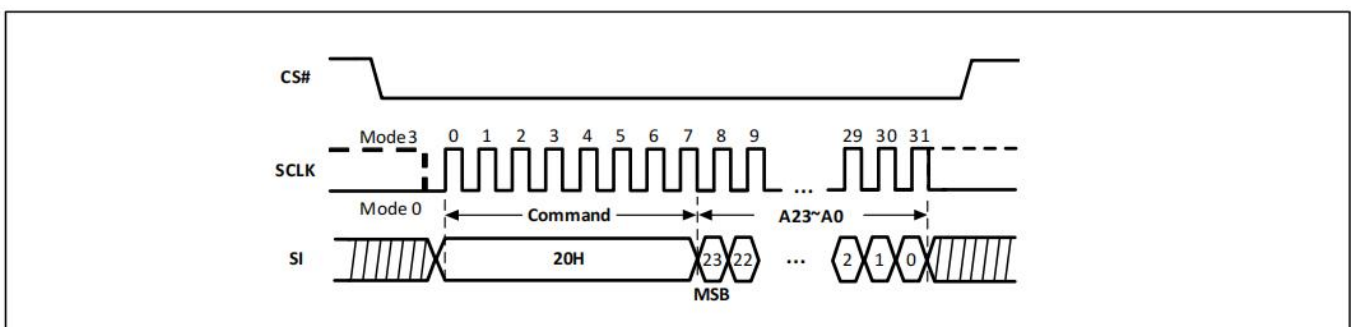 CS#
Mode 3 0 1 2 3 4 5 6 7 8 9 29 30 31
SCLK
...
Mode 0
Command A23~A0
SI 20H 23 22 ... 2 1 0
MSB